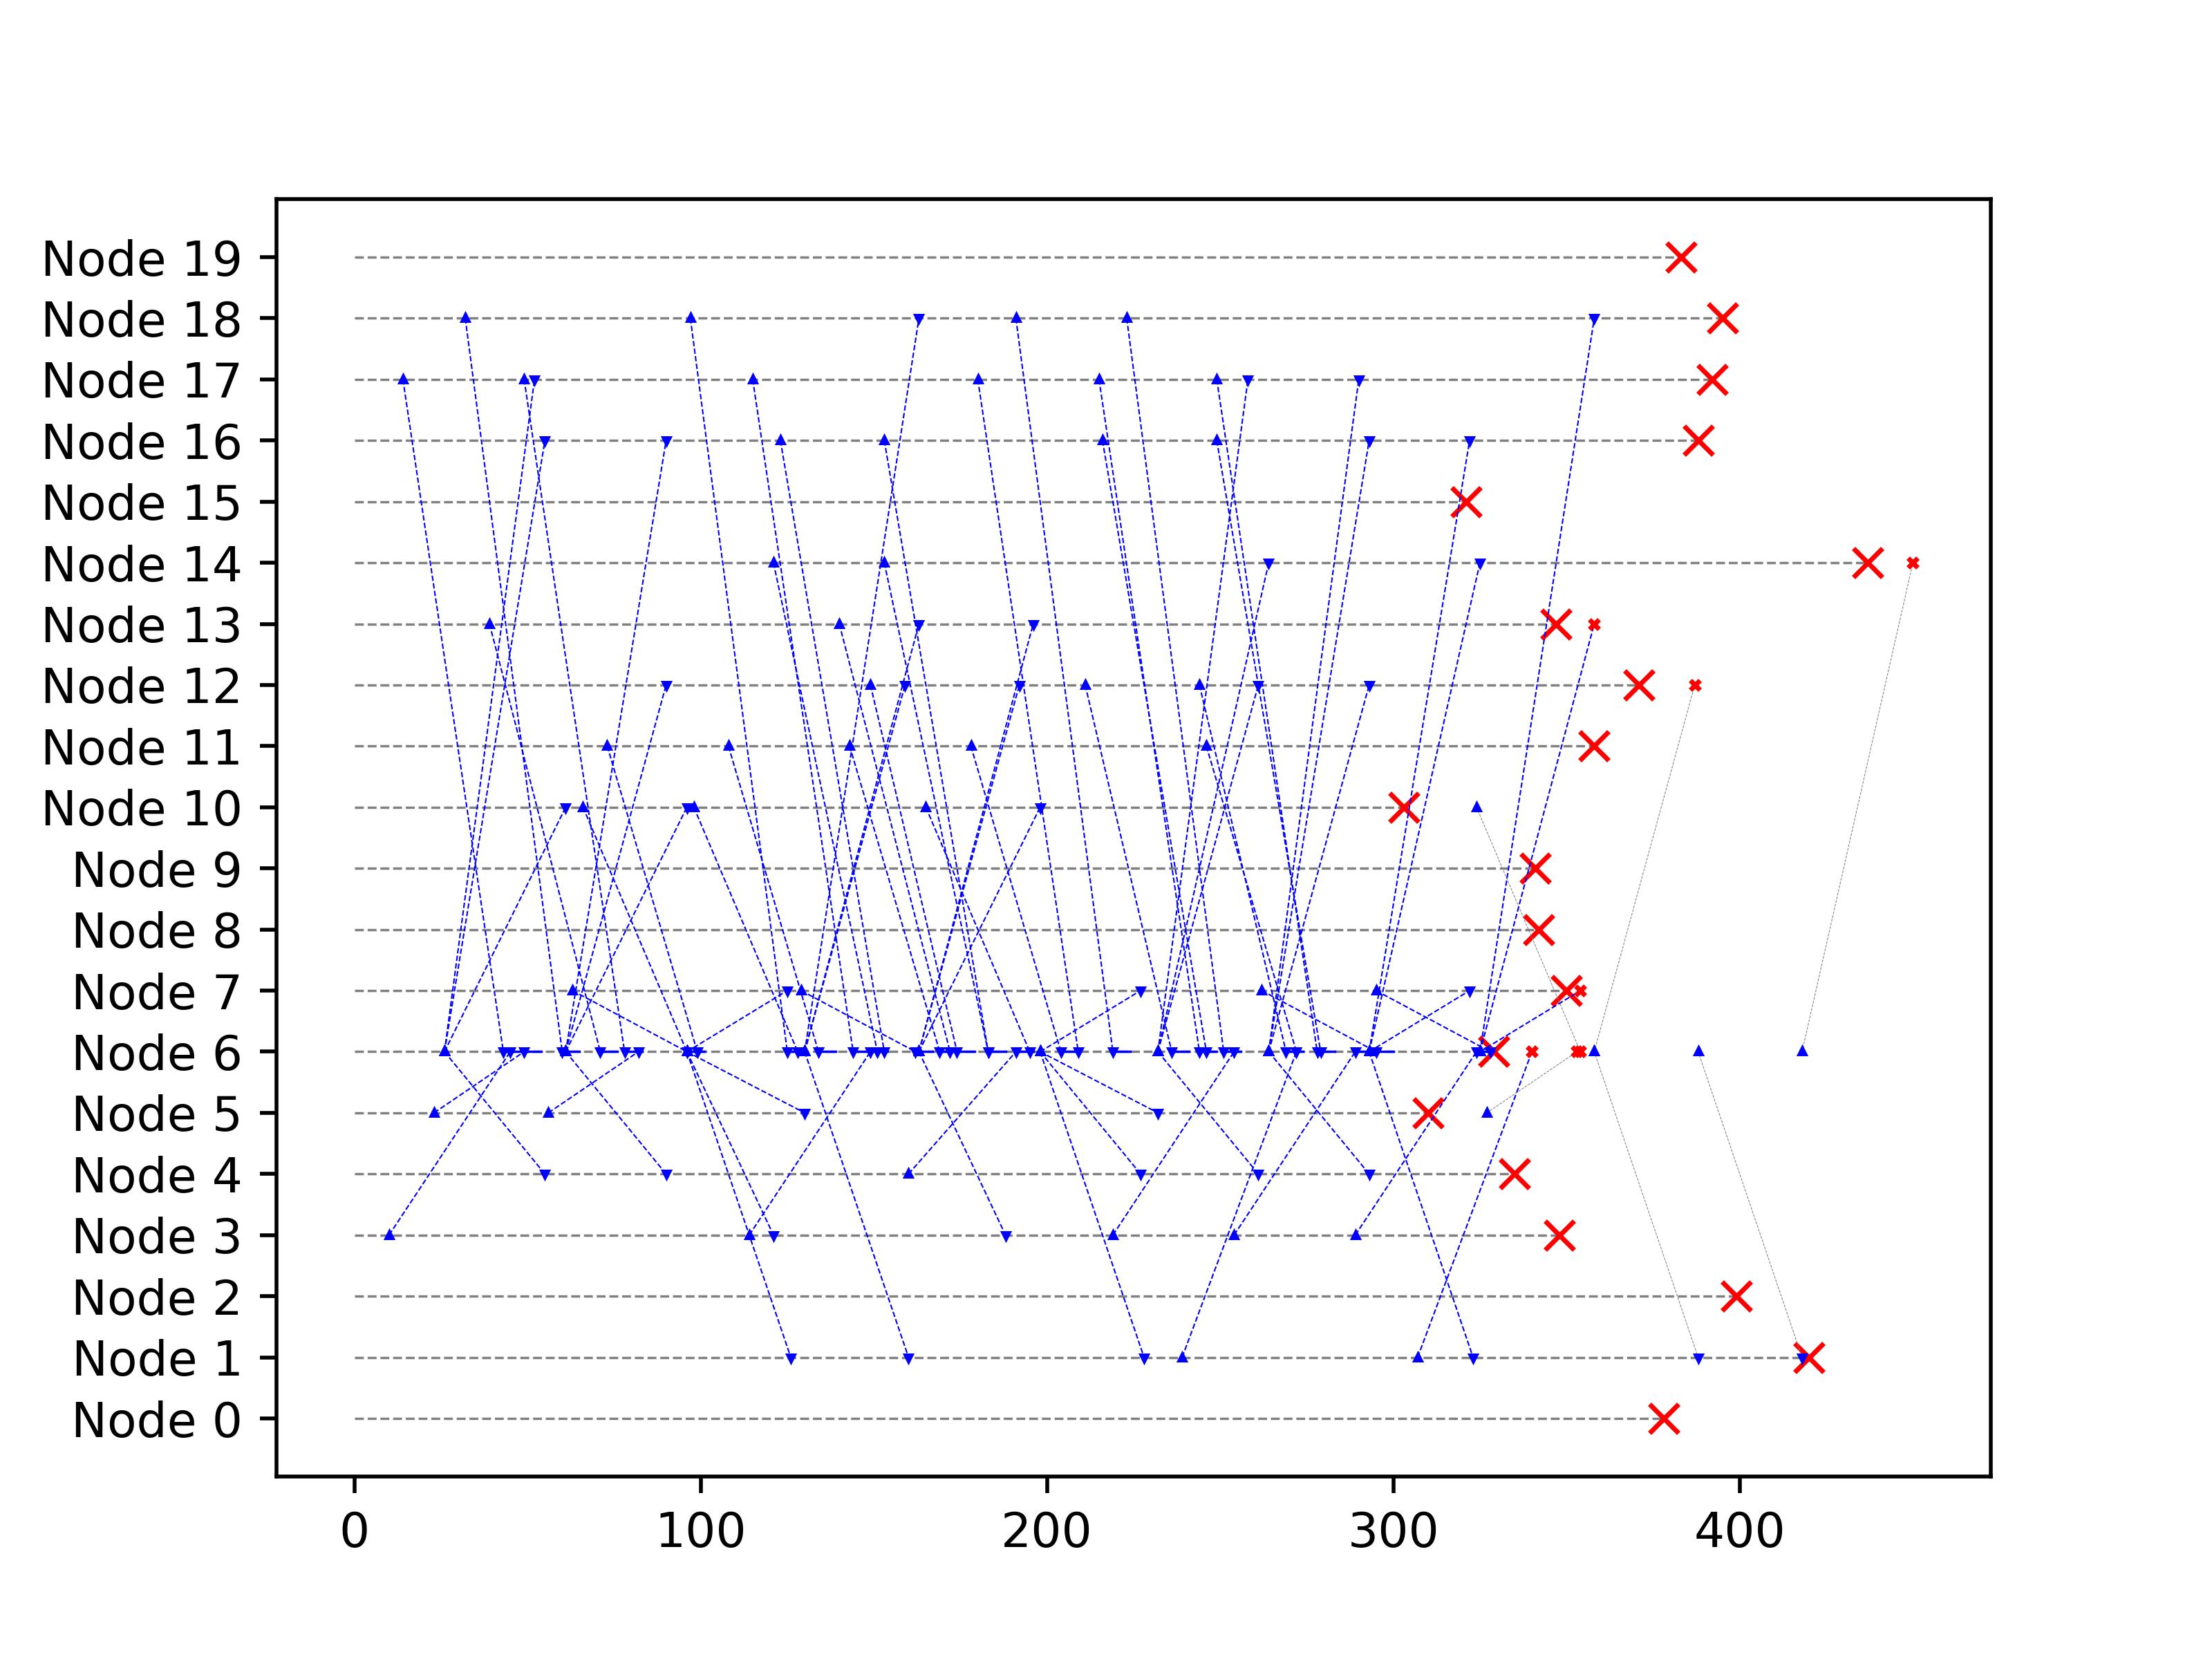 Node 19
Node 18
Node 17
Node 16
Node 15
Node 14
Node 13
Node 12
Node 11
Node 10
Node 9
Node 8
Node 7
Node 6
Node 5
Node 4
Node 3
Node 2
Node 1
Node 0
0 100 200 300 400